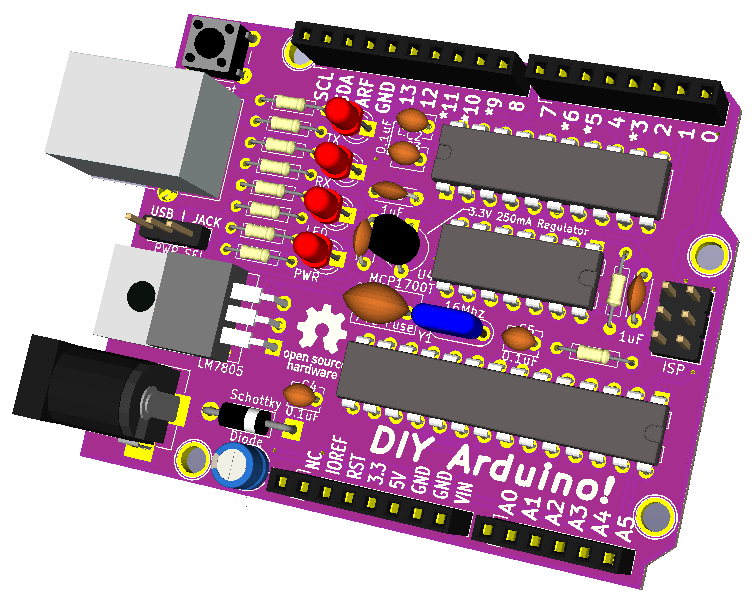 SCL
SDA
ARF
GND
13
12
*11
*10
*9
8
7
*6
*5
4
*3
2
1
0
TX
RX
LED
PWR
0.1uF
1uF
3.3V 250mA Regulator
U4
MCP1700T
USB | JACK
PWR SEL
16Mhz
Y1
Fuse
0.1uF
1uF
ISP
LM7805
open source
hardware
Schottky
Diode
C4
0.1uF
DIY Arduino!
NC
IOREF
RST
3.3
5V
GND
GND
VIN
A0
A1
A2
A3
A4
A5